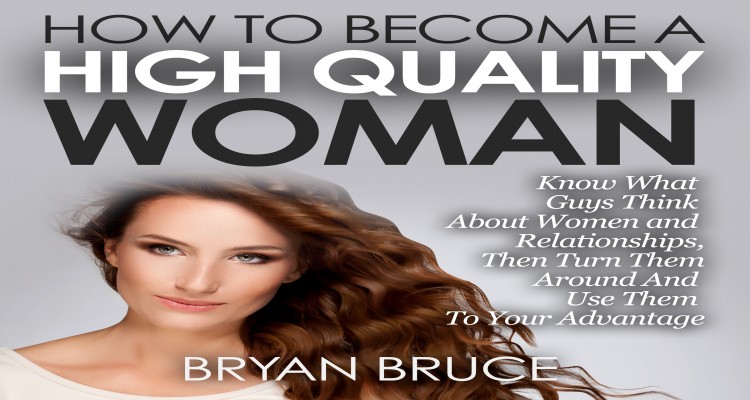 HOW TO BECOME A
HIGH QUALITY
WOMAN
Know What
Guys Think
About Women and
Relationships,
Then Turn Them
Around And
Use Them
To Your Advantage
BRYAN BRUCE